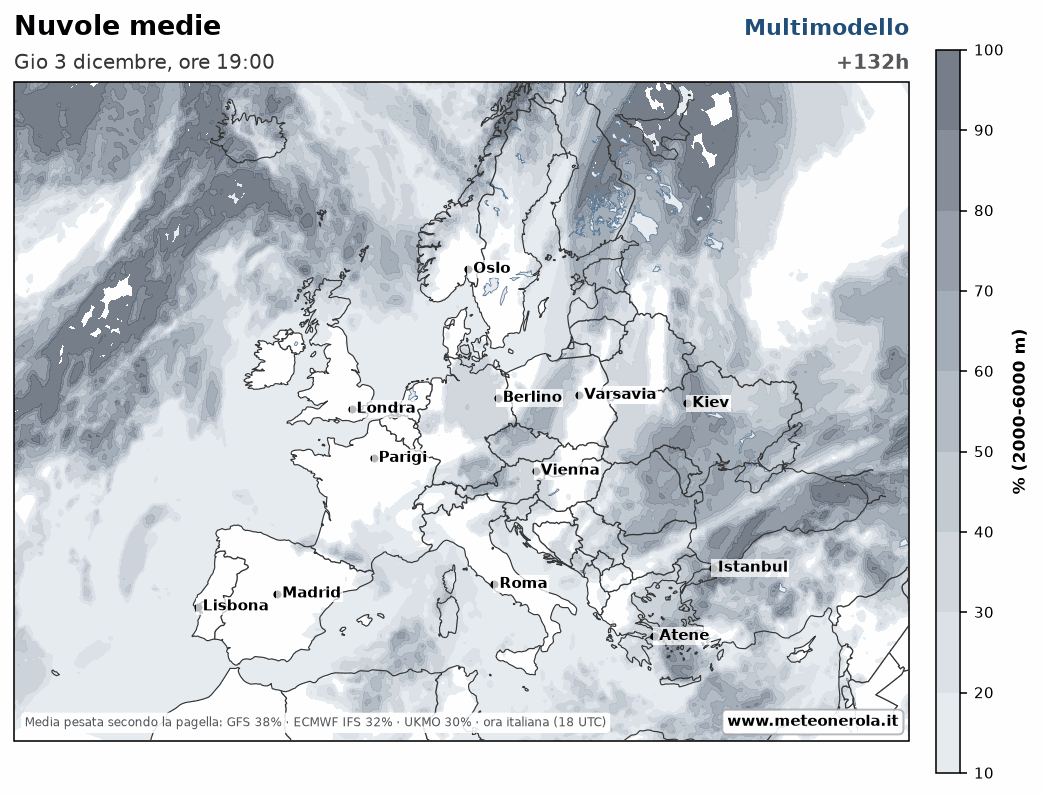 Nuvole medie
Multimodello
Gio 3 dicembre, ore 19:00
+132h
100
90
80
70
60
50
40
30
20
10
% (2000-6000 m)
Oslo
Berlino
Varsavia
Kiev
Londra
Parigi
Vienna
Istanbul
Roma
Madrid
Lisbona
Atene
Media pesata secondo la pagella: GFS 38% · ECMWF IFS 32% · UKMO 30% · ora italiana (18 UTC)
www.meteonerola.it